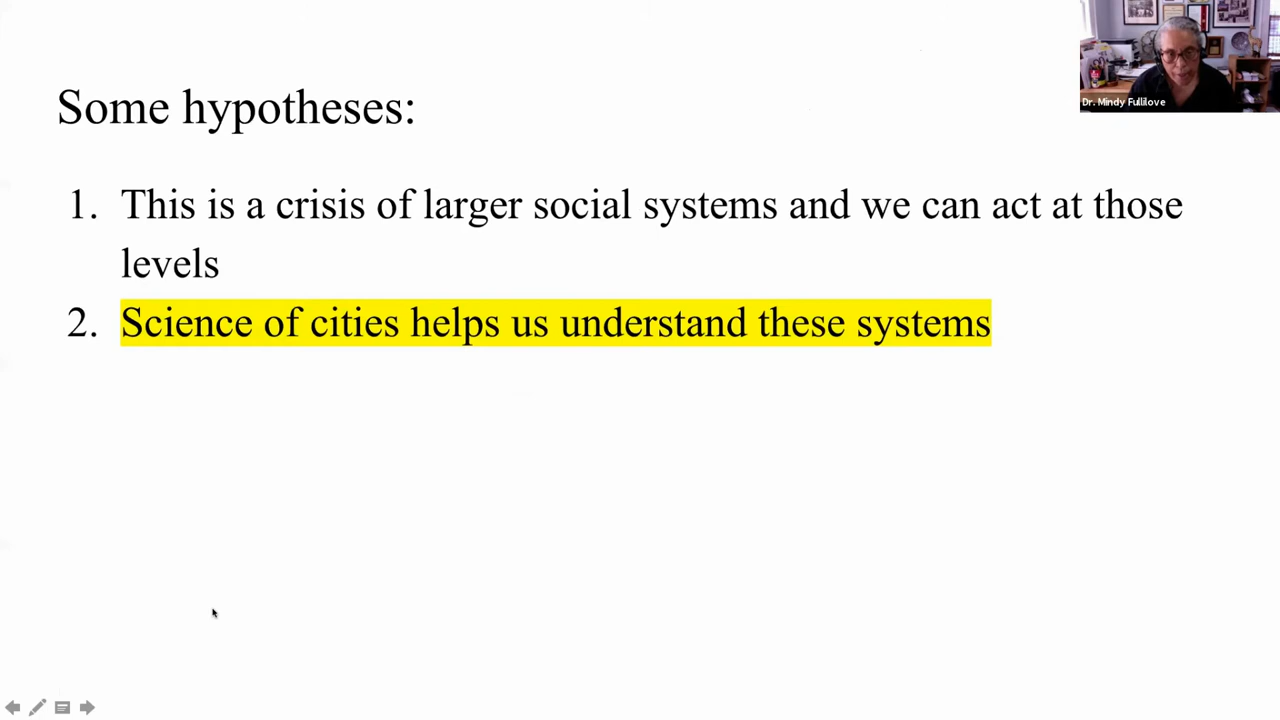 Dr. Mindy Fullilove
Some hypotheses:
1. This is a crisis of larger social systems and we can act at those
levels
2. Science of cities helps us understand these systems